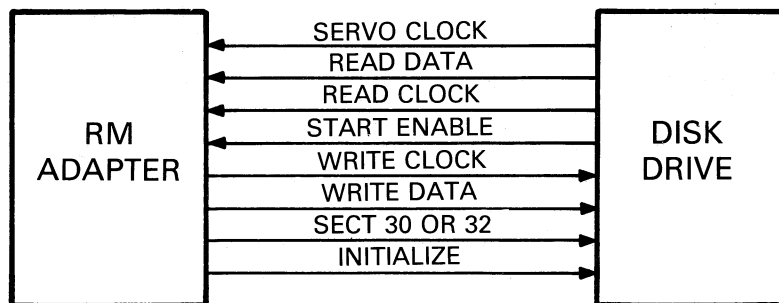 SERVO CLOCK
READ DATA
READ CLOCK
START ENABLE
WRITE CLOCK
WRITE DATA
SECT 30 OR 32
INITIALIZE
RM
ADAPTER
DISK
DRIVE